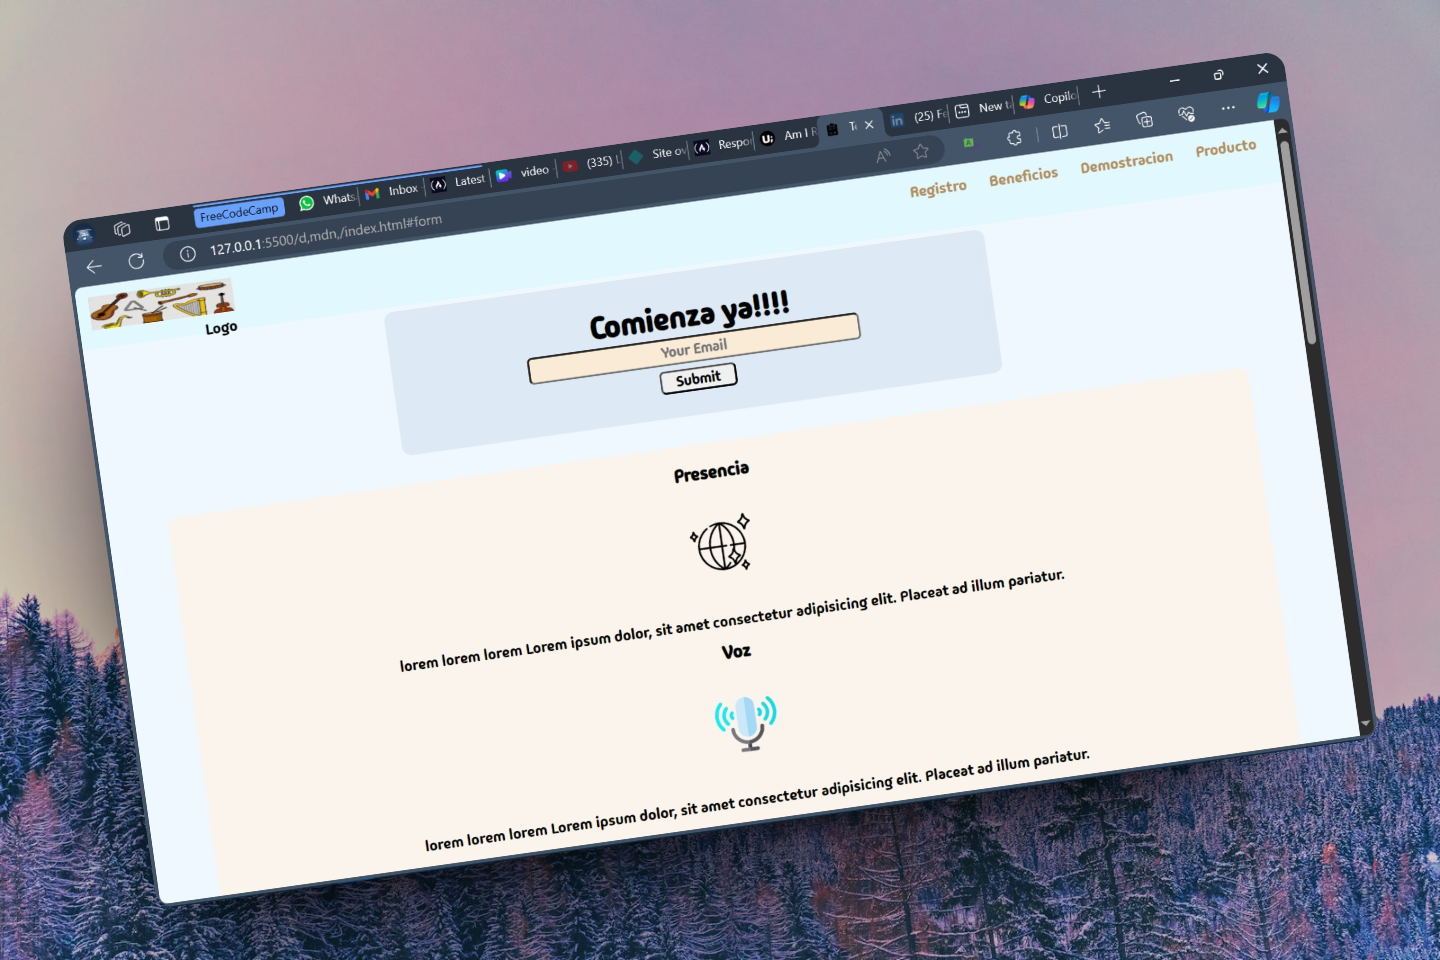 FreeCodeCamp
Whats
Inbox
Latest
video
(335) L
Site ov
Respo
Am I R
(25) Fe
New t
Copilo
127.0.0.1:5500/d,mdn,/index.html#form
Logo
Registro Beneficios Demostracion Producto
Comienza ya!!!!
Your Email
Submit
Presencia
lorem lorem lorem Lorem ipsum dolor, sit amet consectetur adipisicing elit. Placeat ad illum pariatur.
Voz
lorem lorem lorem Lorem ipsum dolor, sit amet consectetur adipisicing elit. Placeat ad illum pariatur.